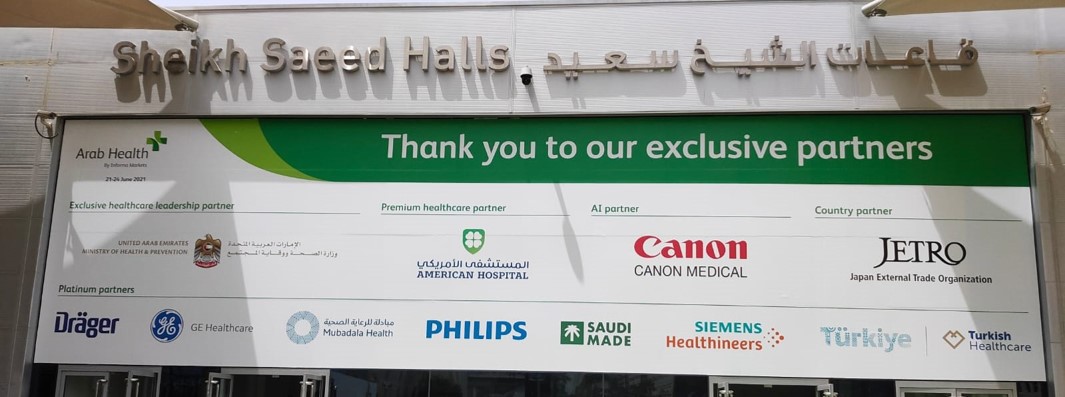 Sheikh Saeed Halls قاعات الشيخ سعيد
Arab Health
By Informa Markets
21-24 June 2021
Thank you to our exclusive partners
Exclusive healthcare leadership partner
UNITED ARAB EMIRATES
MINISTRY OF HEALTH & PREVENTION
الإمارات العربية المتحدة
وزارة الصحة ووقاية المجتمع
Premium healthcare partner
المستشفى الأمريكي
AMERICAN HOSPITAL
AI partner
Canon
CANON MEDICAL
Country partner
JETRO
Japan External Trade Organization
Platinum partners
Dräger
GE
GE Healthcare
مبادلة للرعاية الصحية
Mubadala Health
PHILIPS
SAUDI
MADE
SIEMENS
Healthineers
Türkiye
Turkish
Healthcare